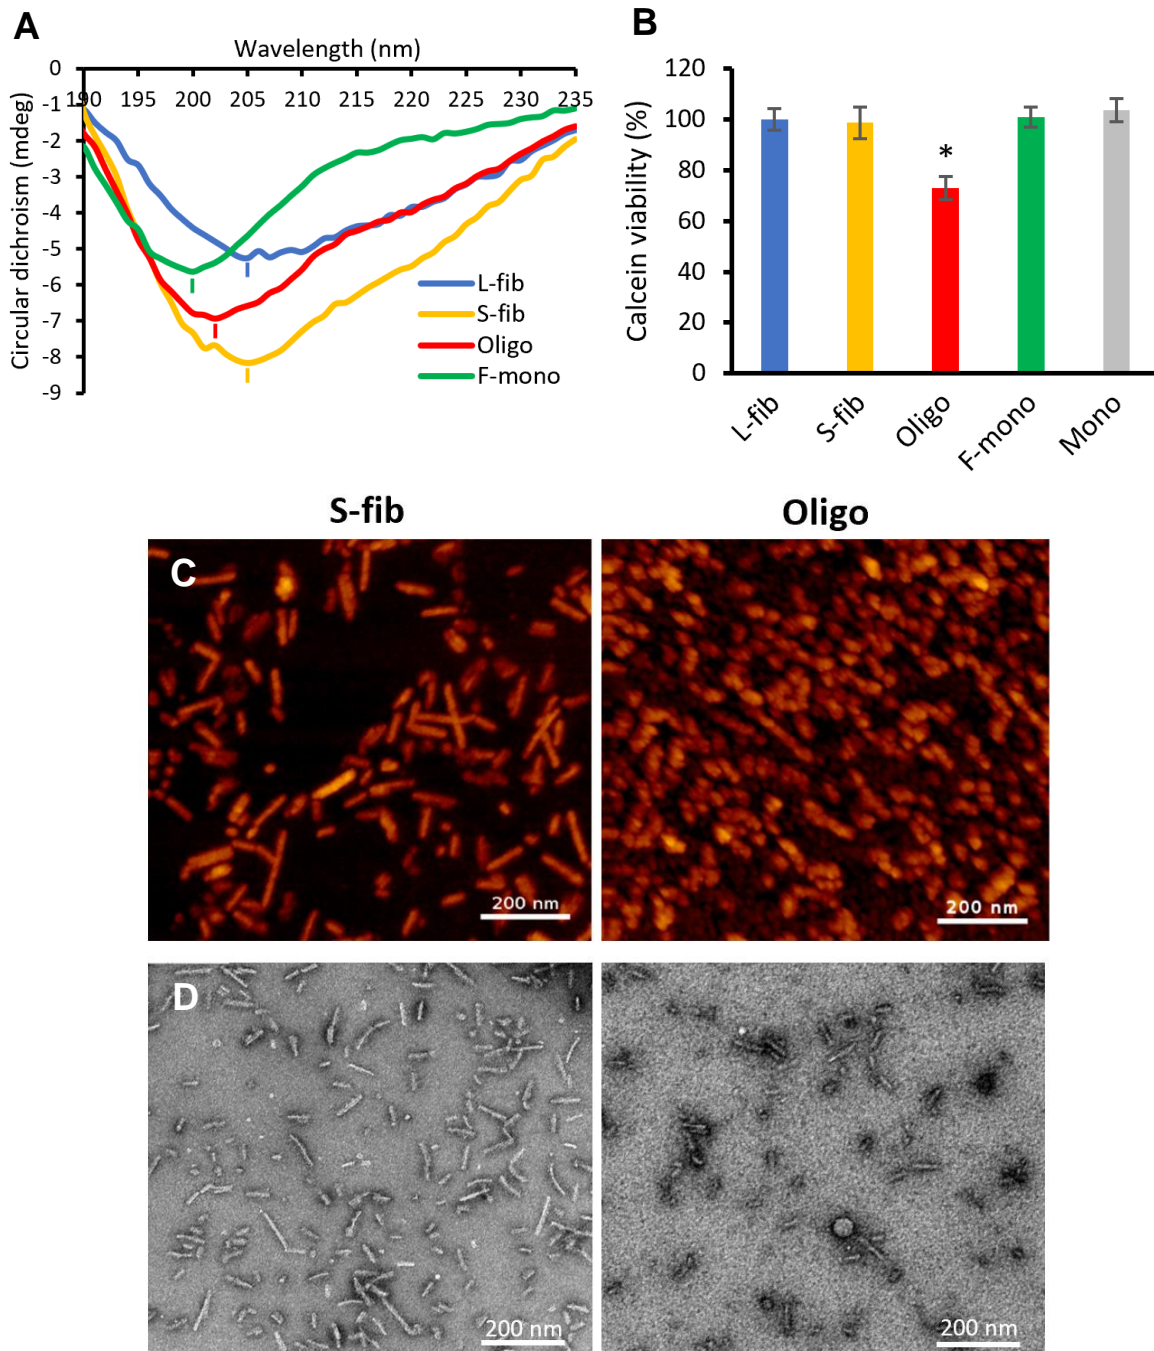 A
Wavelength (nm)
0
190 195 200 205 210 215 220 225 230 235
-1
-2
-3
-4
-5
-6
-7
-8
-9
Circular dichroism (mdeg)
L-fib
S-fib
Oligo
F-mono
B
120
100
80
60
40
20
0
Calcein viability (%)
*
L-fib
S-fib
Oligo
F-mono
Mono
S-fib
Oligo
C
200 nm
200 nm
D
200 nm
200 nm